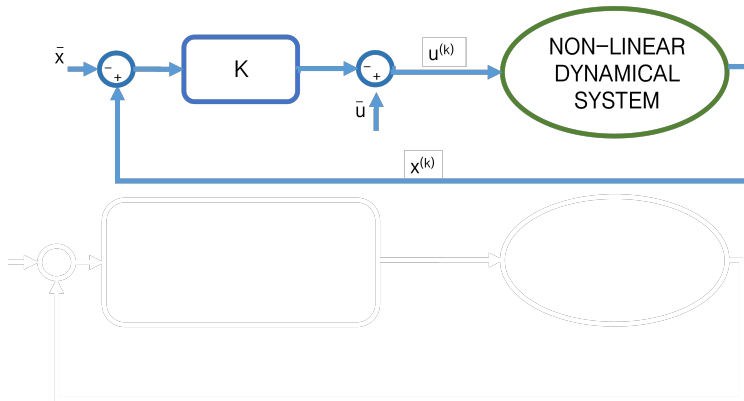 x̄
-
+
K
-
+
ū
u(k)
NON-LINEAR
DYNAMICAL
SYSTEM
x(k)